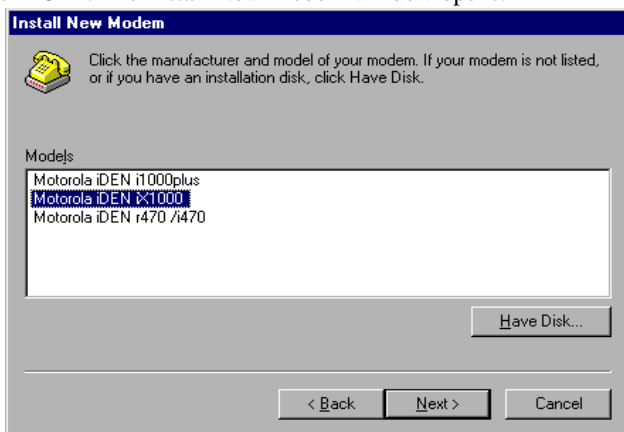 Install New Modem
Click the manufacturer and model of your modem. If your modem is not listed,
or if you have an installation disk, click Have Disk.
Models
Motorola iDEN i1000plus
Motorola iDEN iX1000
Motorola iDEN r470 /i470
Have Disk...
< Back
Next >
Cancel